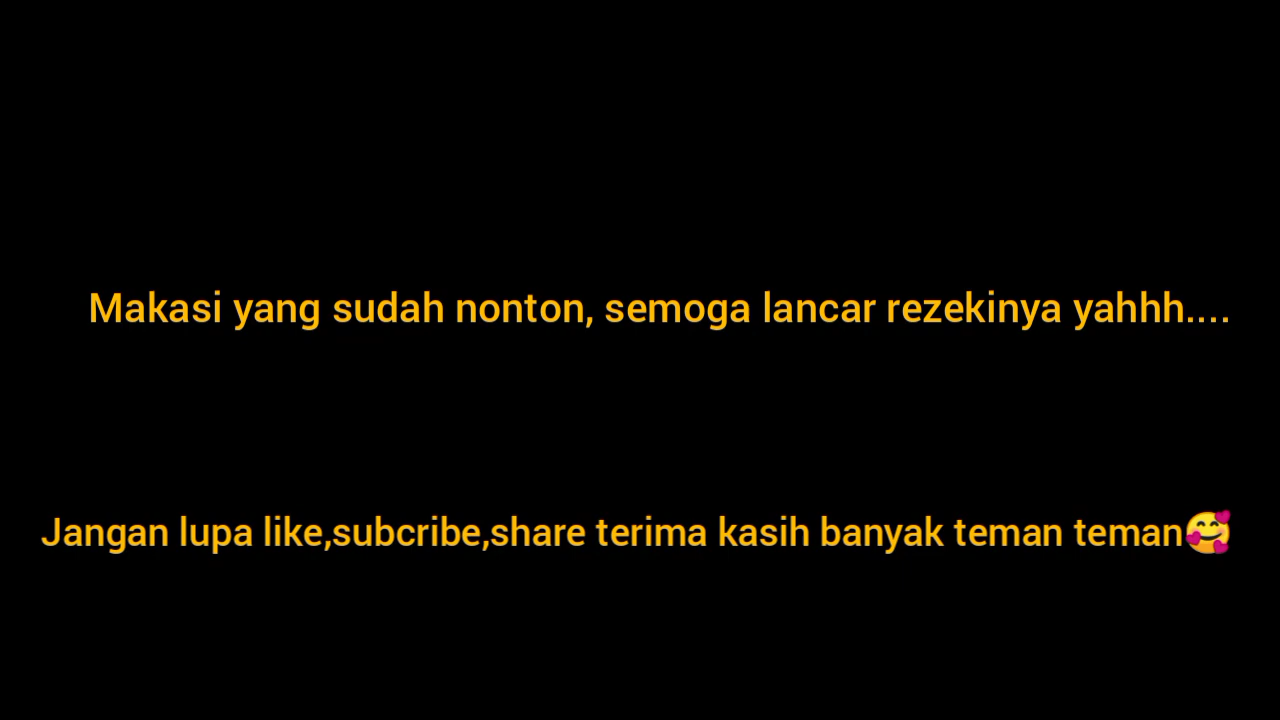 Makasi yang sudah nonton, semoga lancar rezekinya yahhh....
Jangan lupa like,subcribe,share terima kasih banyak teman teman🥰